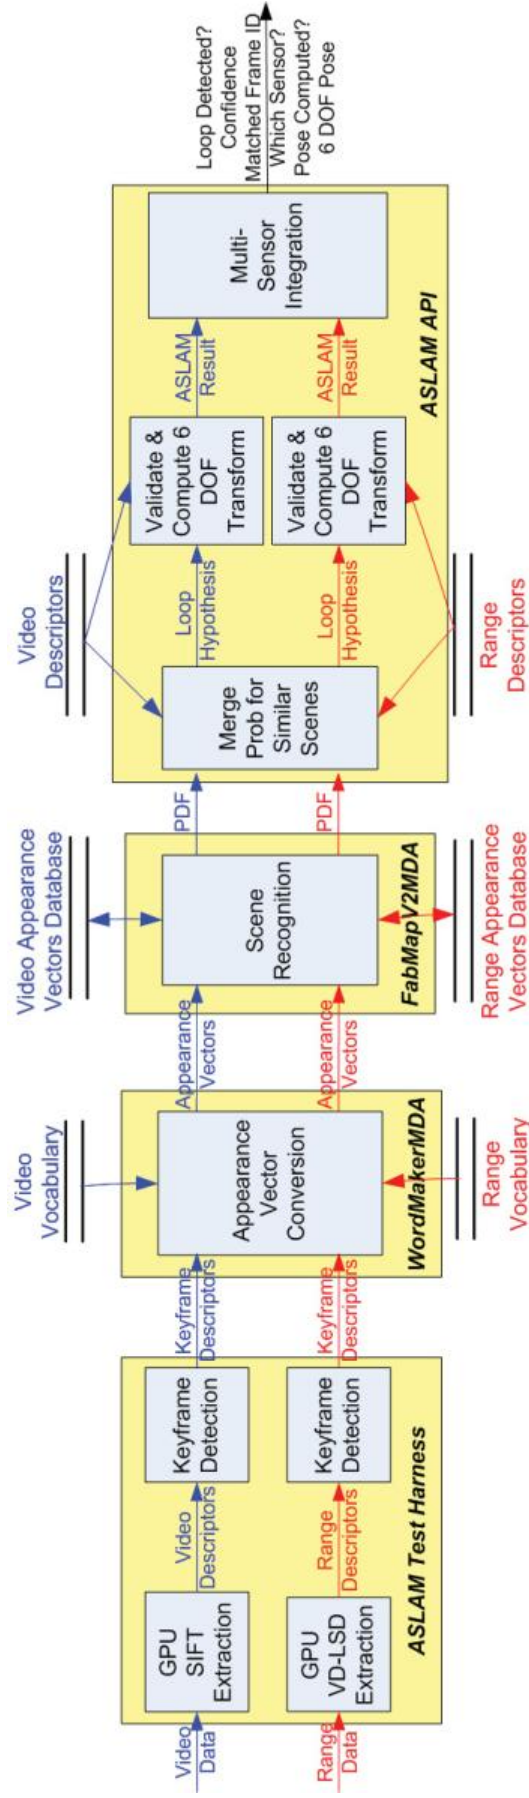 Video
Data
Range
Data
GPU
SIFT
Extraction
GPU
VD-LSD
Extraction
Video
Descriptors
Range
Descriptors
Keyframe
Detection
Keyframe
Detection
ASLAM Test Harness
Keyframe
Descriptors
Keyframe
Descriptors
Video
Vocabulary
Appearance
Vector
Conversion
WordMakerMDA
Range
Vocabulary
Appearance
Vectors
Appearance
Vectors
Video Appearance
Vectors Database
Scene
Recognition
FabMapV2MDA
Range Appearance
Vectors Database
PDF
PDF
Video
Descriptors
Merge
Prob for
Similar
Scenes
Range
Descriptors
Loop
Hypothesis
Loop
Hypothesis
Validate &
Compute 6
DOF
Transform
Validate &
Compute 6
DOF
Transform
ASLAM
Result
ASLAM
Result
Multi-
Sensor
Integration
ASLAM API
Loop Detected?
Confidence
Matched Frame ID
Which Sensor?
Pose Computed?
6 DOF Pose